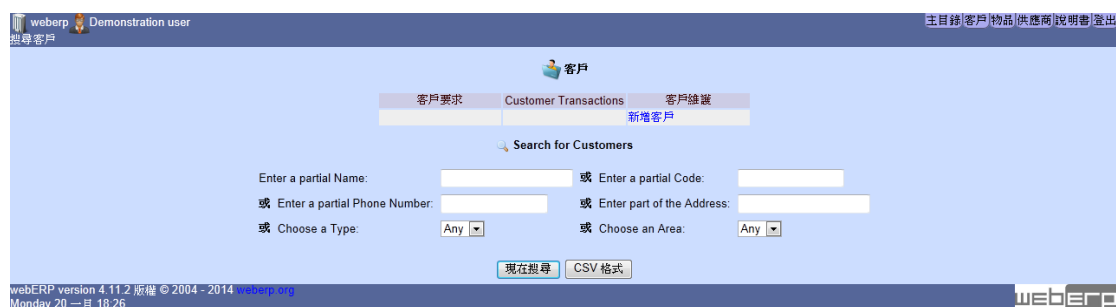 weberp Demonstration user 主目錄 客戶 物品 供應商 說明書 登出
搜尋客戶
客戶
客戶要求 Customer Transactions 客戶維護
新增客戶
Search for Customers
Enter a partial Name: 或 Enter a partial Code:
或 Enter a partial Phone Number: 或 Enter part of the Address:
或 Choose a Type: Any 或 Choose an Area: Any
現在搜尋 CSV 格式
webERP version 4.11.2 版權 © 2004 - 2014 weberp.org
Monday 20 一月 18:26 weberp